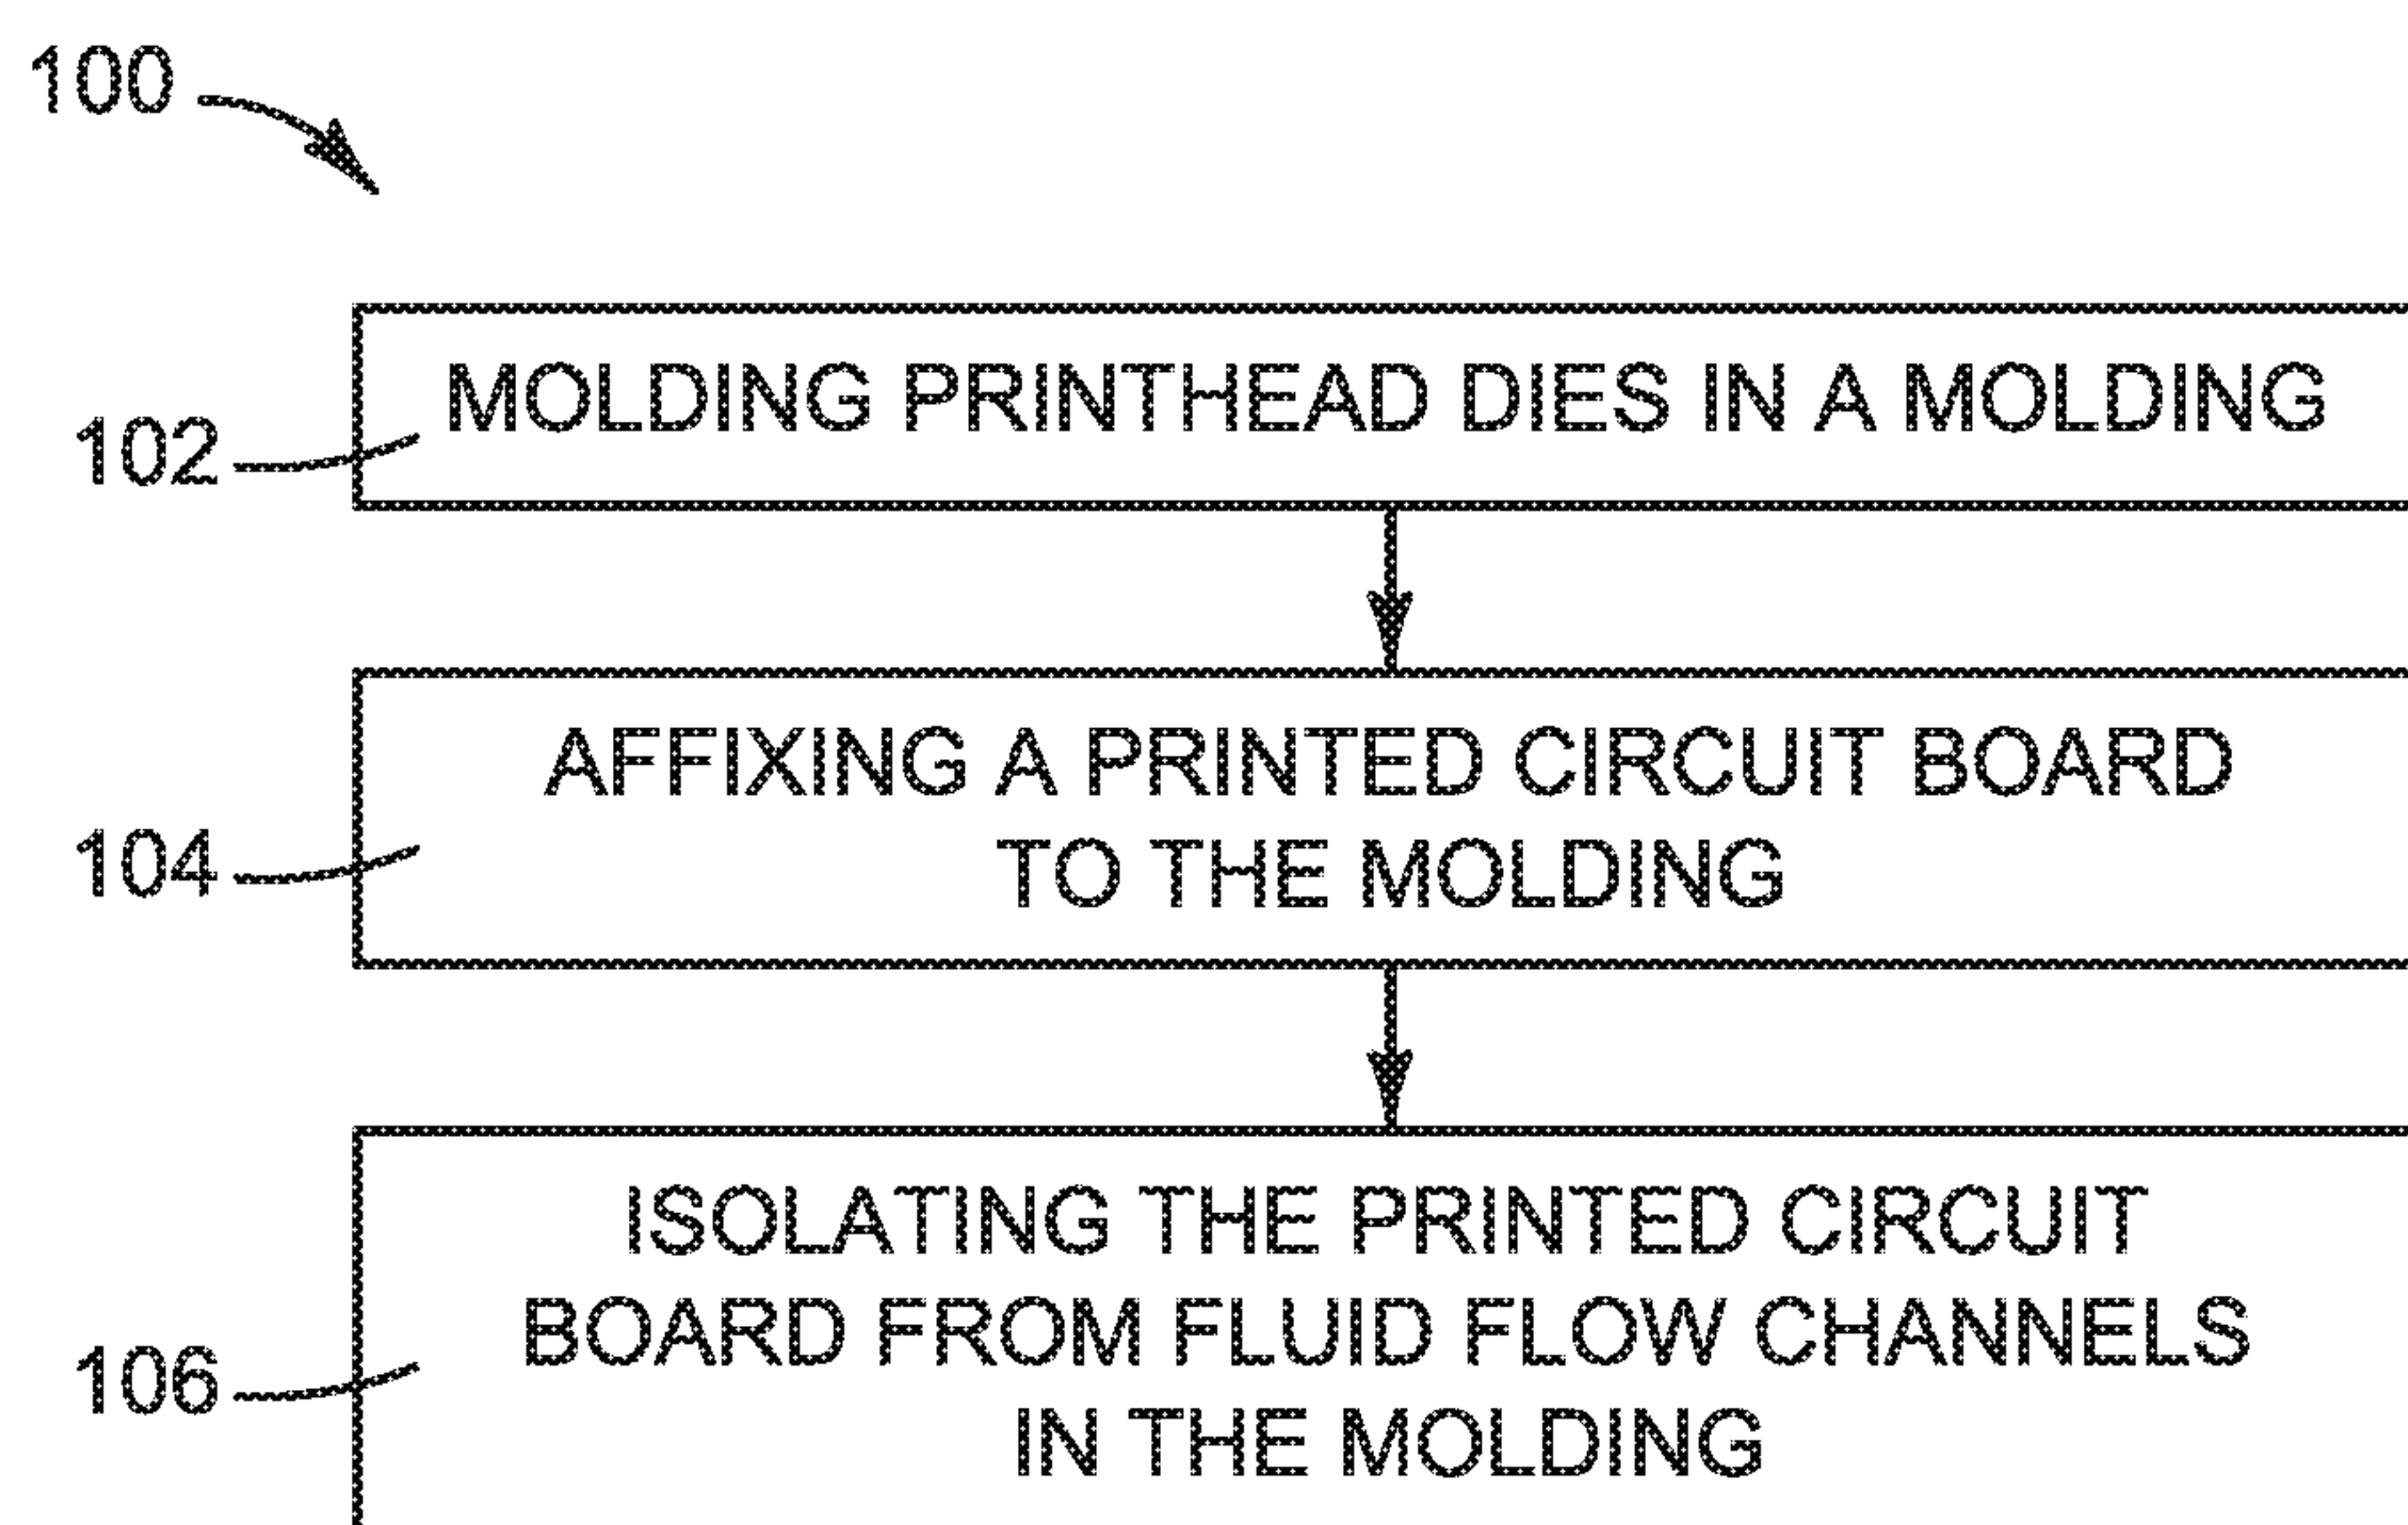 100
102
MOLDING PRINTHEAD DIES IN A MOLDING
104
AFFIXING A PRINTED CIRCUIT BOARD
TO THE MOLDING
106
ISOLATING THE PRINTED CIRCUIT
BOARD FROM FLUID FLOW CHANNELS
IN THE MOLDING